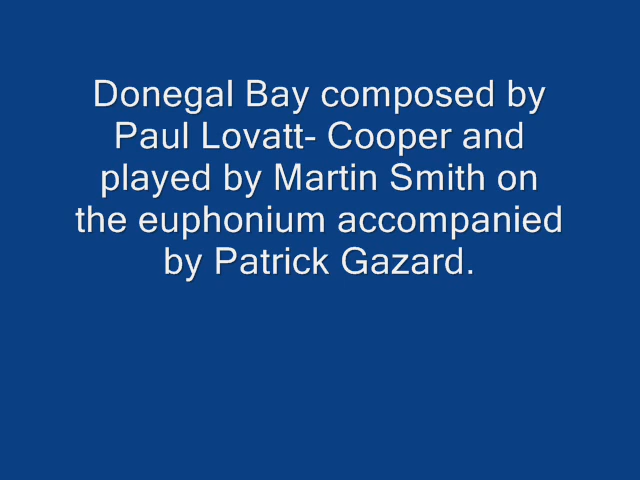 Donegal Bay composed by
Paul Lovatt- Cooper and
played by Martin Smith on
the euphonium accompanied
by Patrick Gazard.